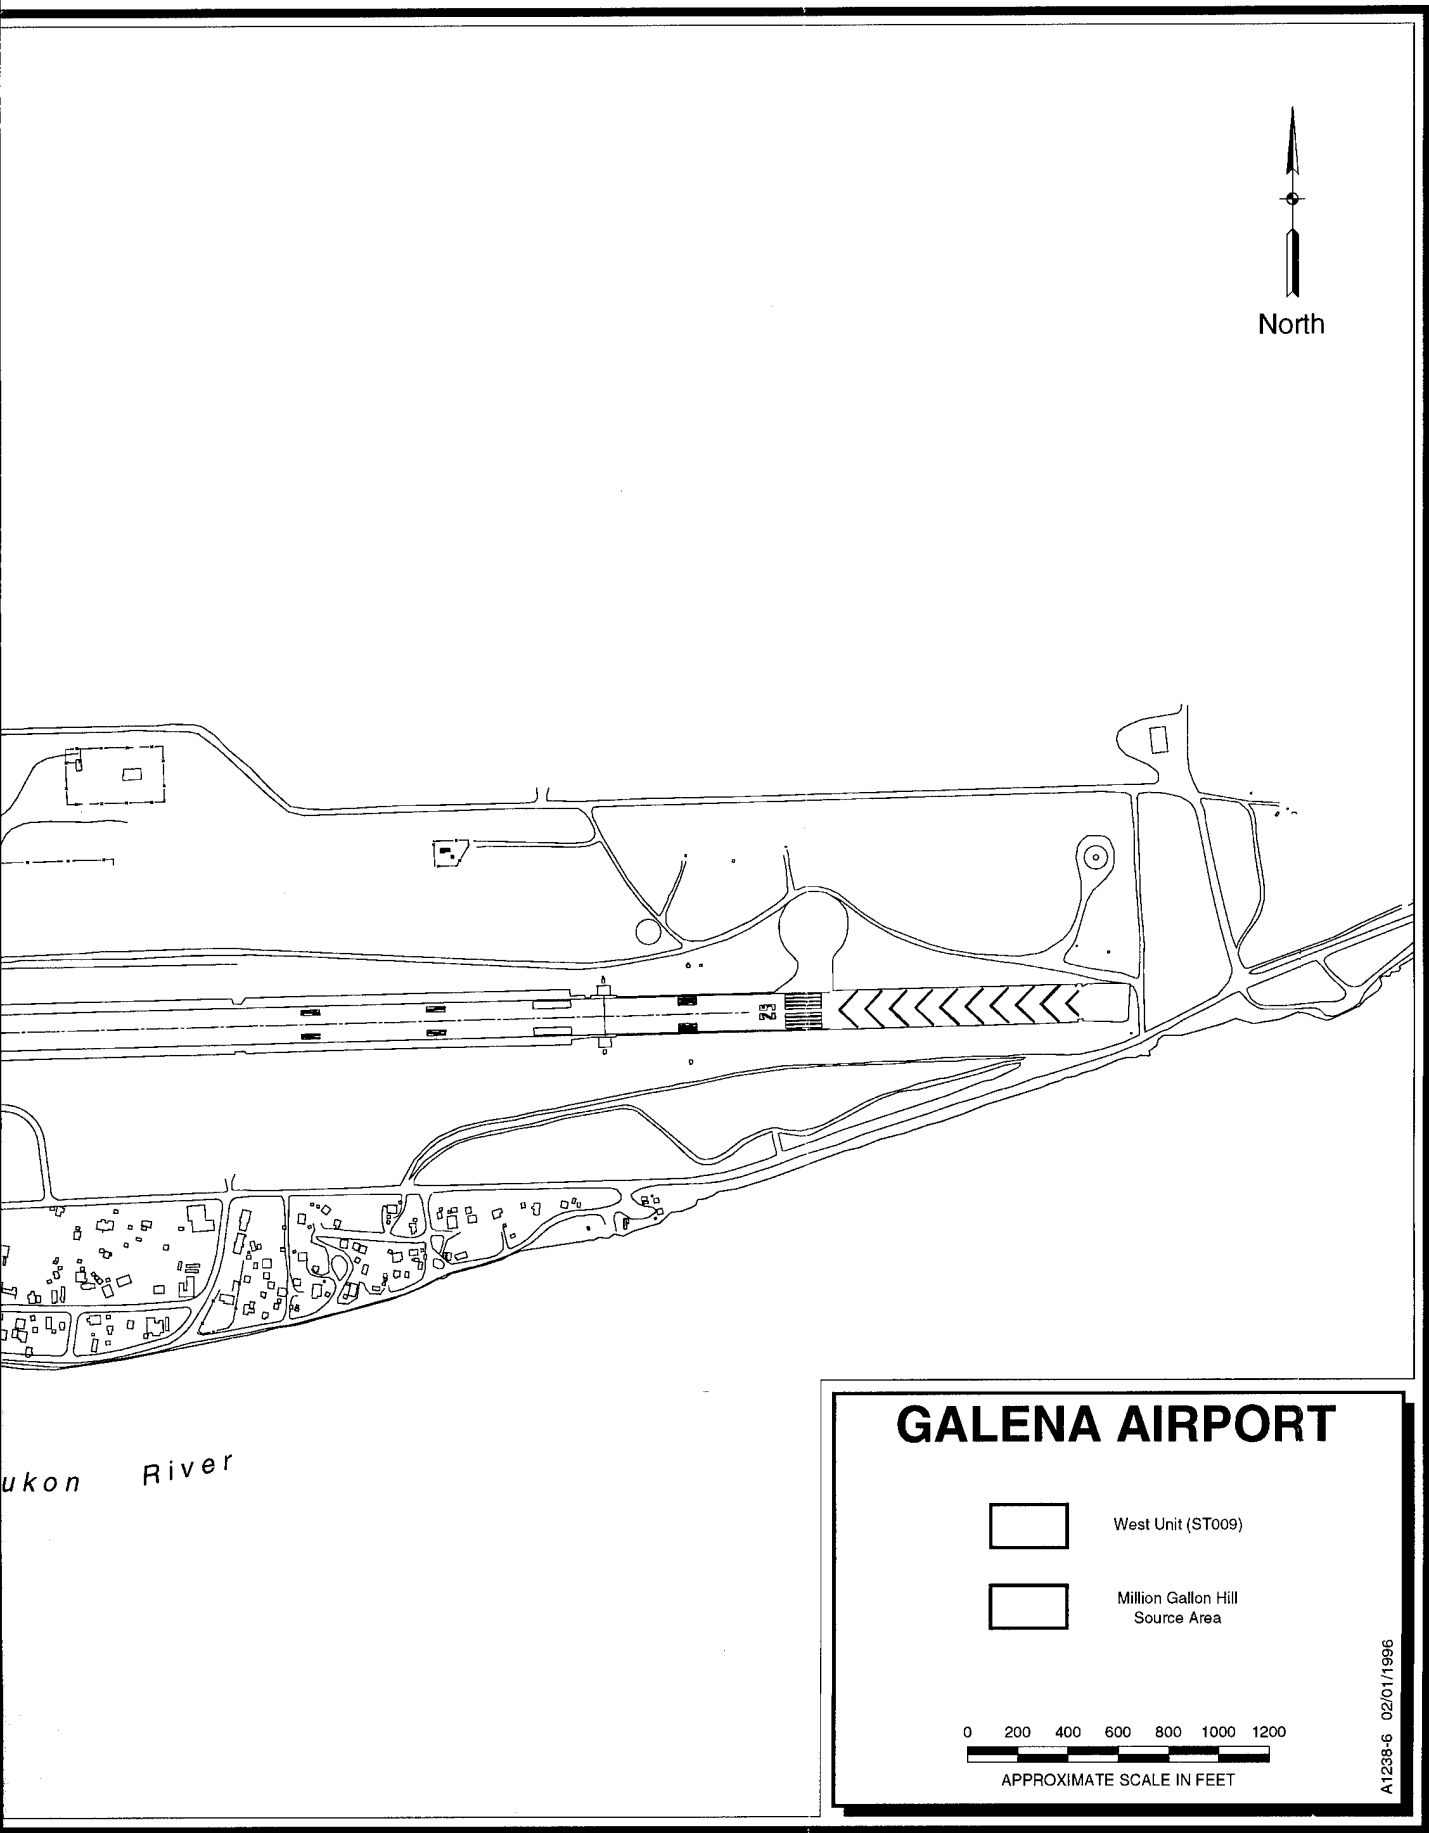 North
25
ukon River
GALENA AIRPORT
West Unit (ST009)
Million Gallon Hill
Source Area
0 200 400 600 800 1000 1200
APPROXIMATE SCALE IN FEET
A1238-6 02/01/1996